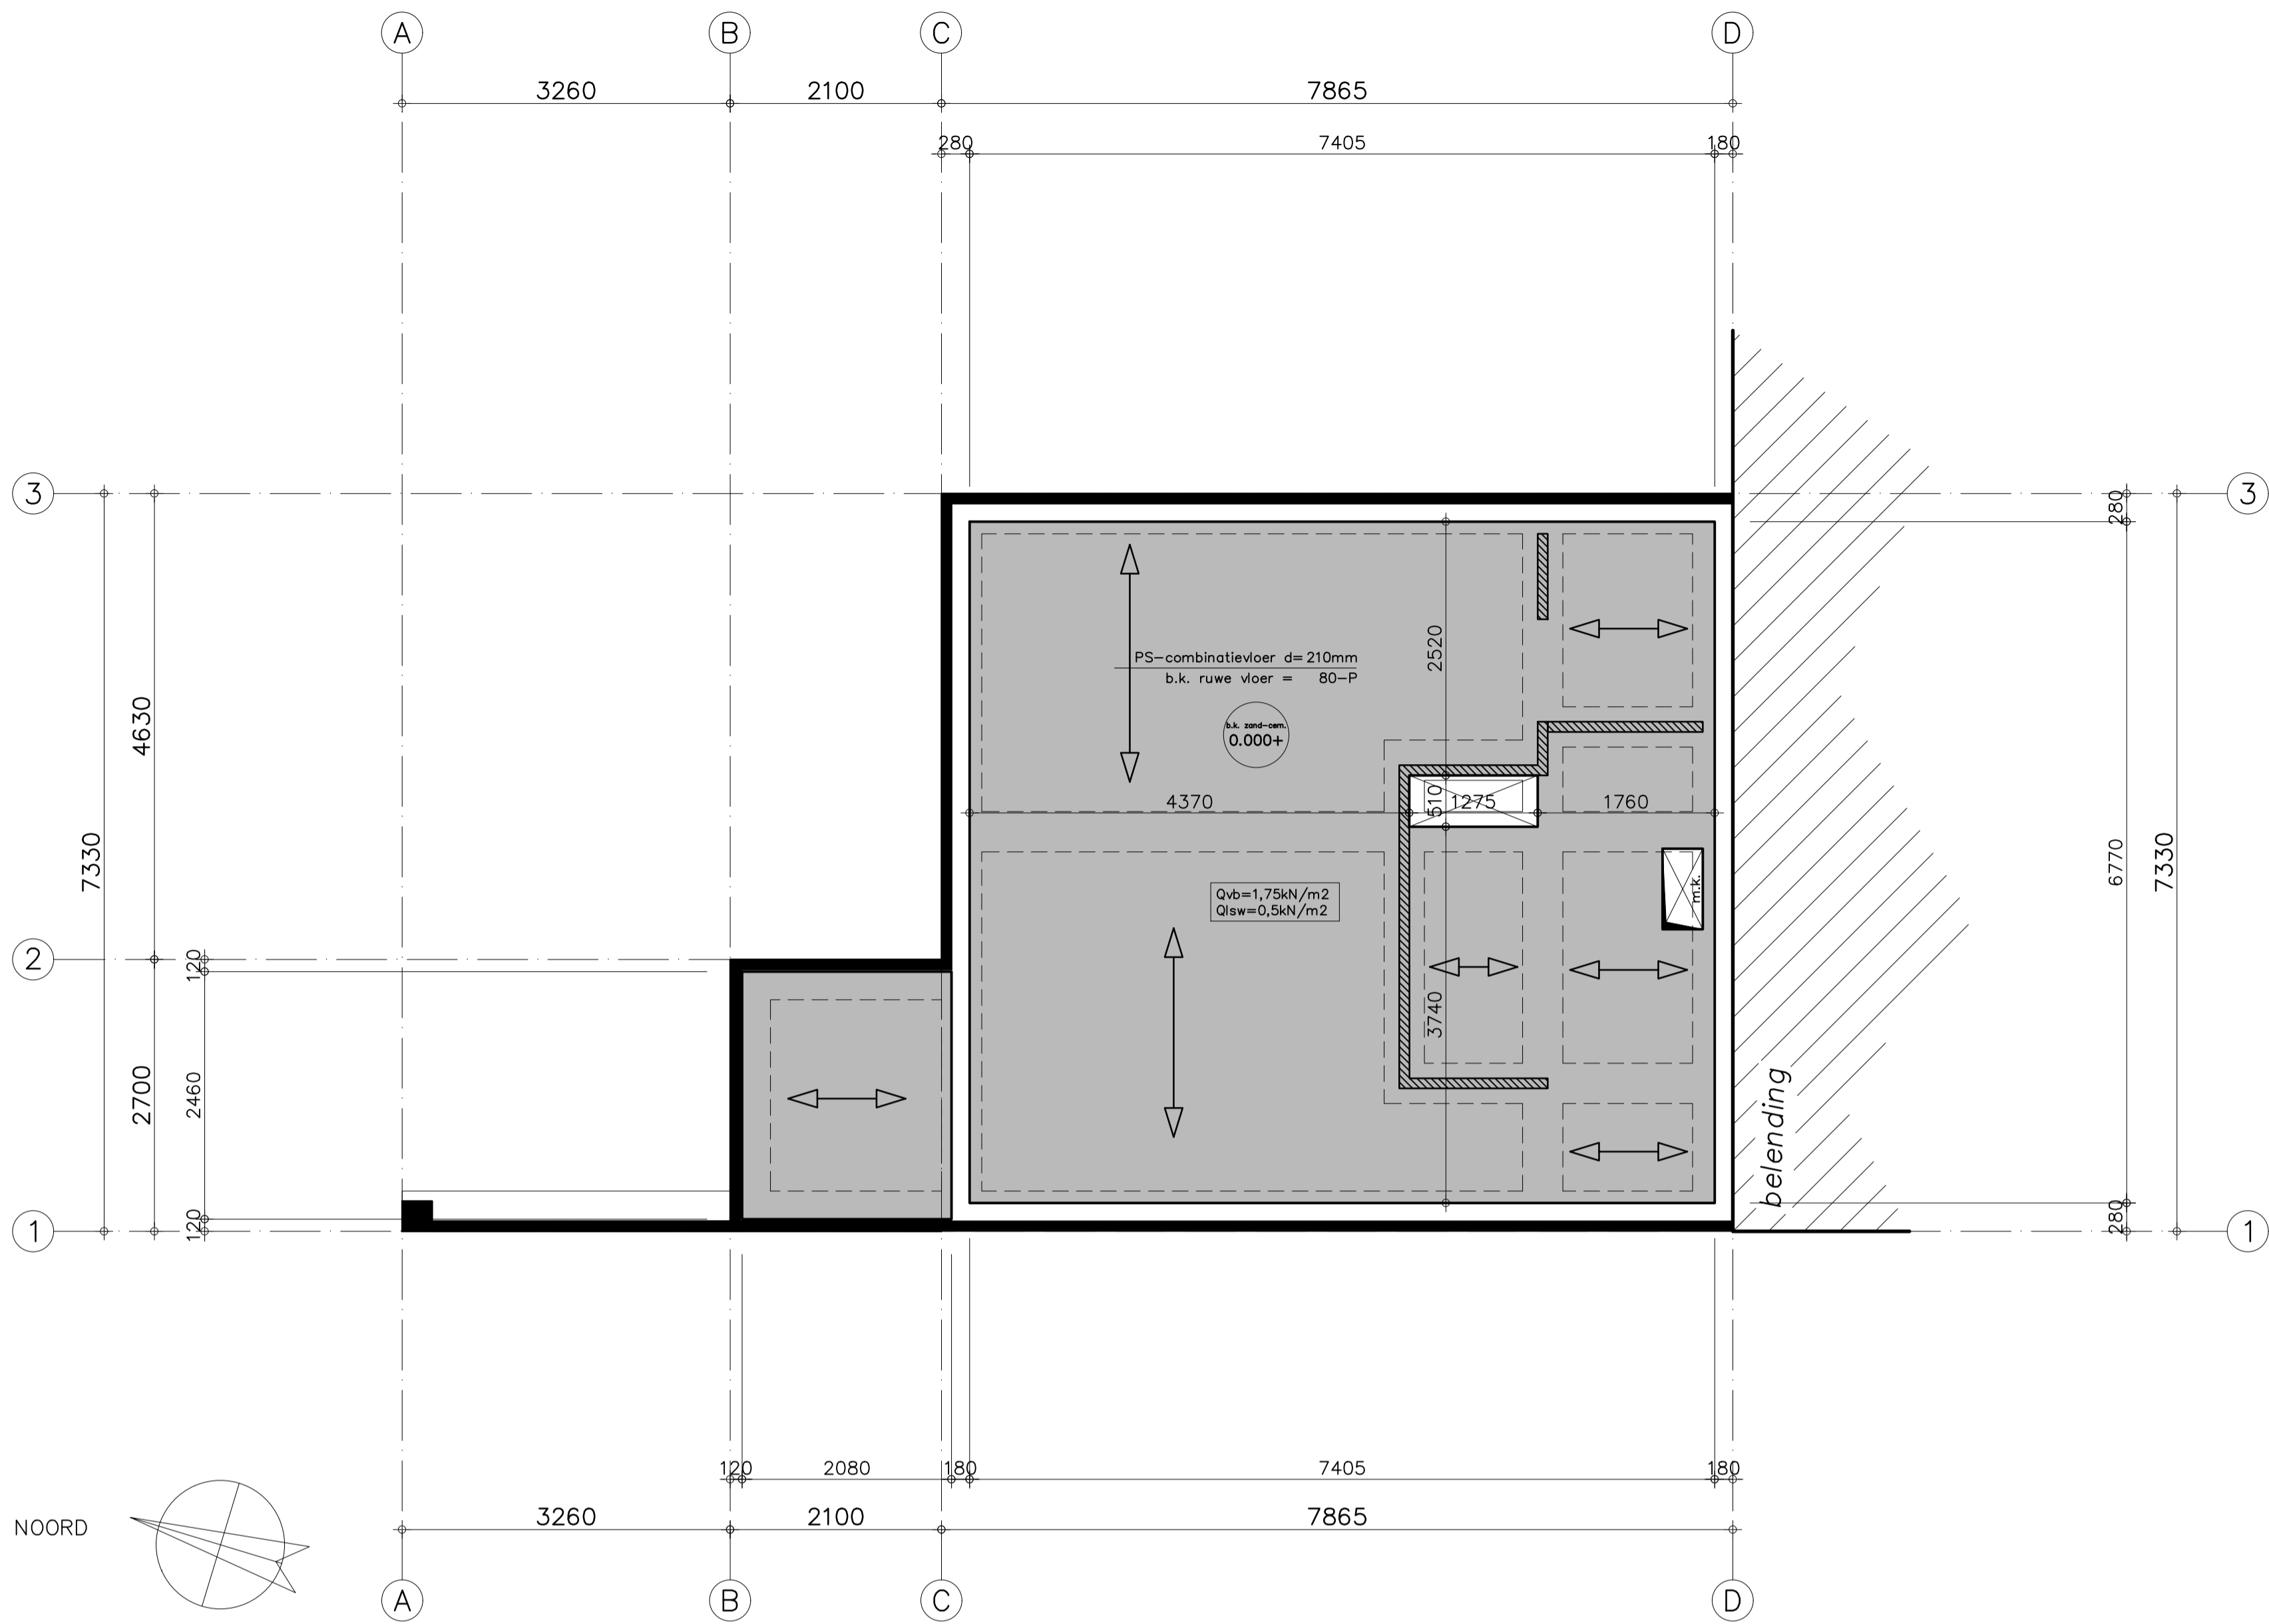 A B C D
3260 2100 7865
280 7405 180
3 3
280
2520
PS-combinatievloer d=210mm
b.k. ruwe vloer = 80-P
b.k. zand-cem.
0.000+
4630
4370 510 1275 1760
7330
6770 7330
m.k.
Qvb=1,75kN/m2
Qlsw=0,5kN/m2
2
120
3740
2700 2460
belending
120
280
1 1
120 2080 180 7405 180
3260 2100 7865
NOORD
A B C D